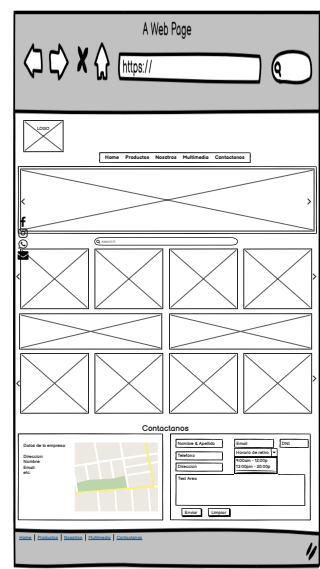 A Web Page
https://
LOGO
Home Productos Nosotros Multimedia Contactanos
search
Contactanos
Datos de la empresa
Direccion
Nombre
Email
etc.
Nombre & Apellido
Email
DNI
Telefono
Horario de retiro
9:00am - 12:00p
13:00pm - 20:00p
Direccion
Text Area
Enviar
Limpiar
Home | Productos | Nosotros | Multimedia | Contactanos